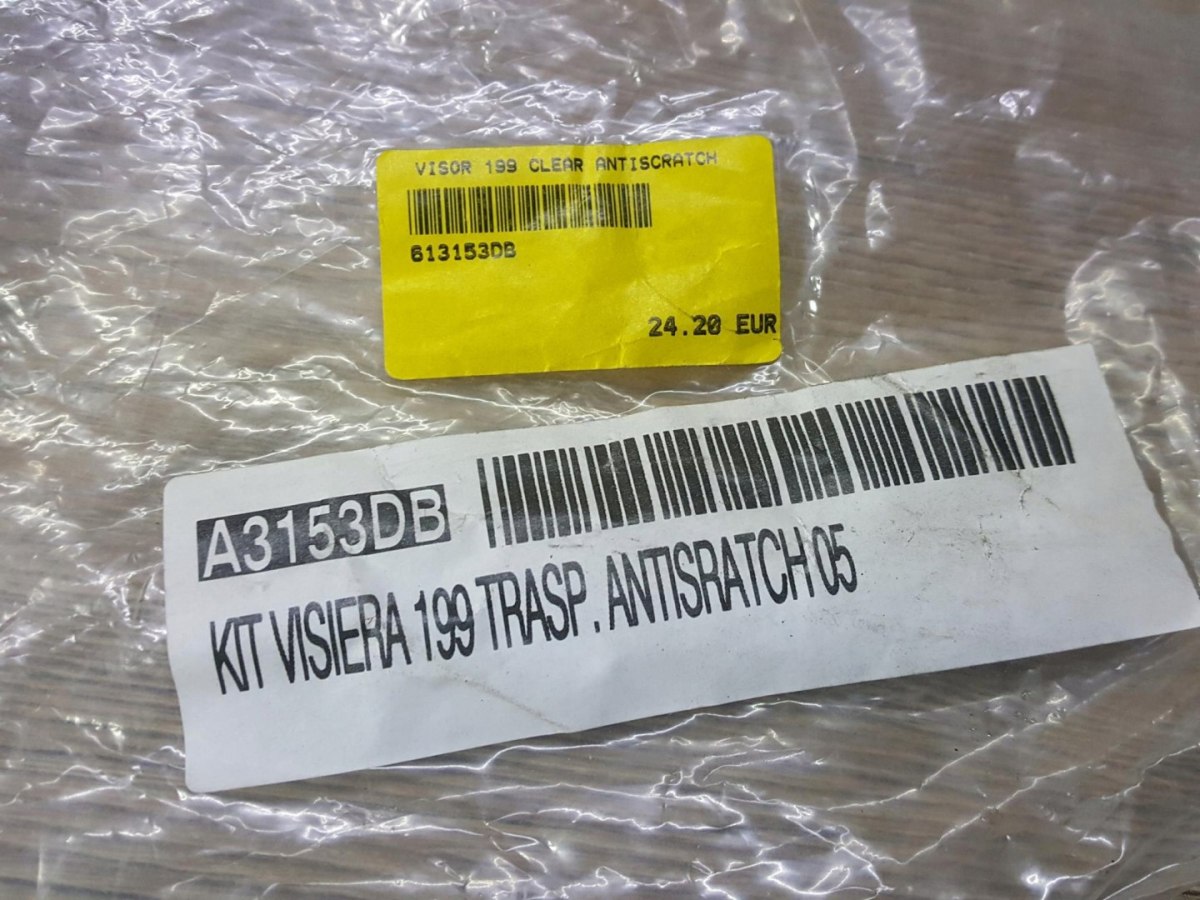 VISOR 199 CLEAR ANTISCRATCH
613153DB
24.20 EUR
A3153DB
KIT VISIERA 199 TRASP. ANTISRATCH 05